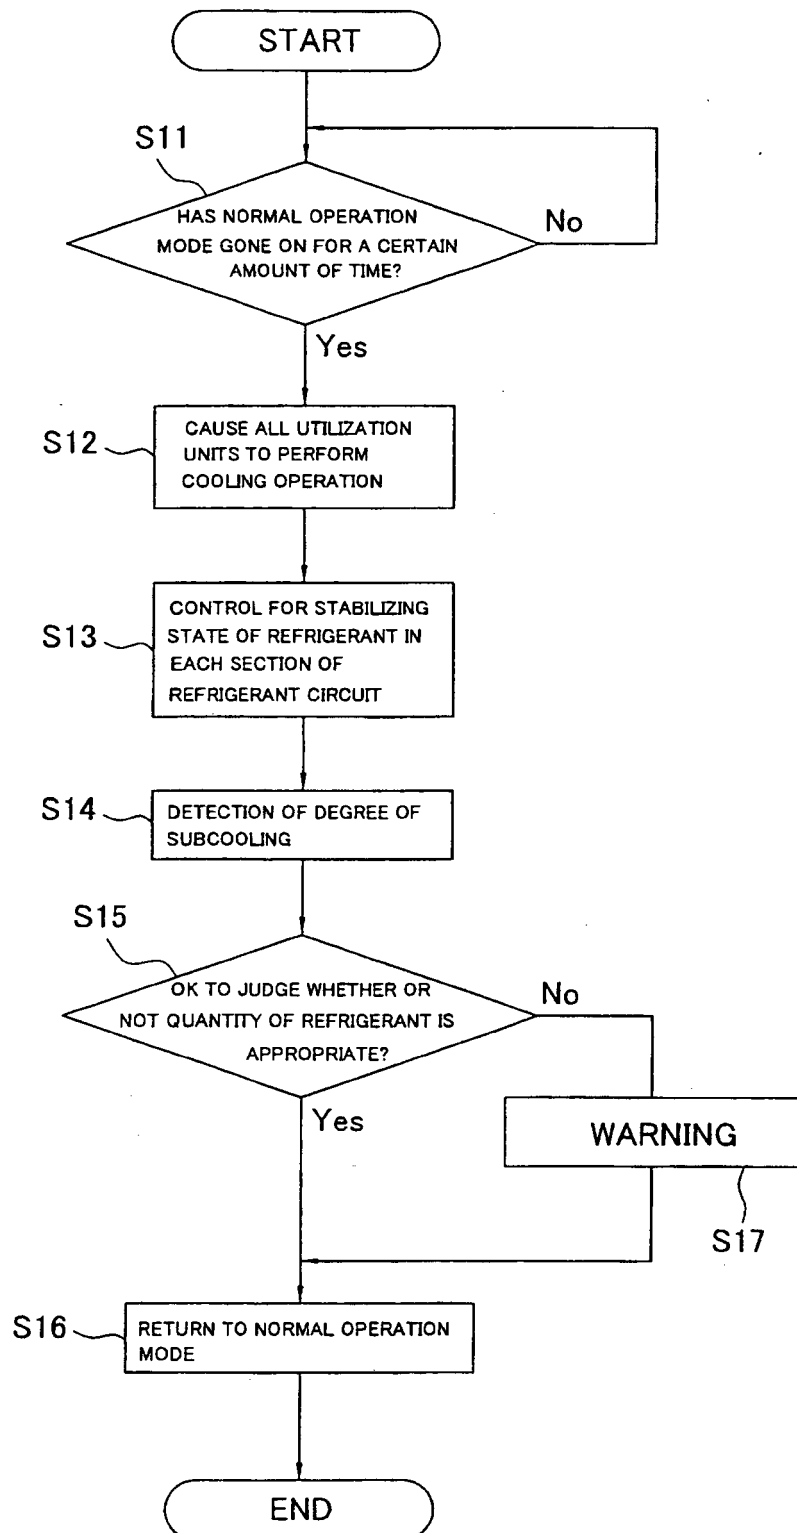 START
S11
HAS NORMAL OPERATION
MODE GONE ON FOR A CERTAIN
AMOUNT OF TIME?
No
Yes
S12
CAUSE ALL UTILIZATION
UNITS TO PERFORM
COOLING OPERATION
S13
CONTROL FOR STABILIZING
STATE OF REFRIGERANT IN
EACH SECTION OF
REFRIGERANT CIRCUIT
S14
DETECTION OF DEGREE OF
SUBCOOLING
S15
OK TO JUDGE WHETHER OR
NOT QUANTITY OF REFRIGERANT IS
APPROPRIATE?
No
Yes
WARNING
S17
S16
RETURN TO NORMAL OPERATION
MODE
END